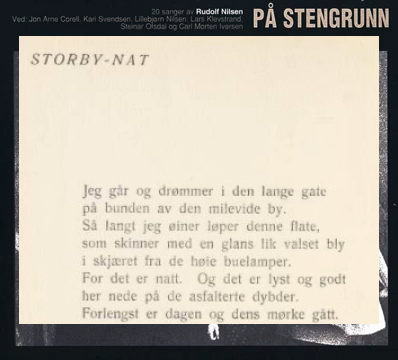 20 sanger av Rudolf Nilsen
PÅ STENGRUNN
Ved: Jon Arne Corell, Kari Svendsen, Lillebjørn Nilsen, Lars Klevstrand,
Steinar Ofsdal og Carl Morten Iversen
STORBY-NAT
Jeg går og drømmer i den lange gate
på bunden av den milevide by.
Så langt jeg øiner løper denne flate,
som skinner med en glans lik valset bly
i skjæret fra de høie buelamper.
For det er natt. Og det er lyst og godt
her nede på de asfalterte dybder.
Forlengst er dagen og dens mørke gått.